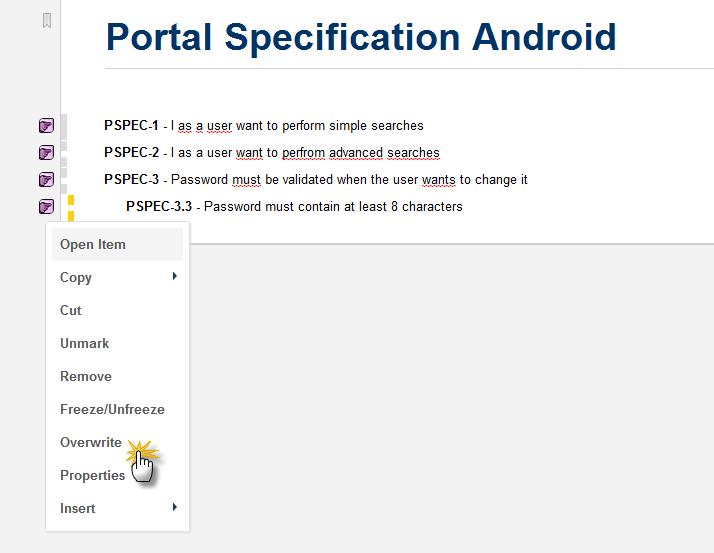 Portal Specification Android
PSPEC-1 - I as a user want to perform simple searches
PSPEC-2 - I as a user want to perfrom advanced searches
PSPEC-3 - Password must be validated when the user wants to change it
PSPEC-3.3 - Password must contain at least 8 characters
Open Item
Copy
Cut
Unmark
Remove
Freeze/Unfreeze
Overwrite
Properties
Insert